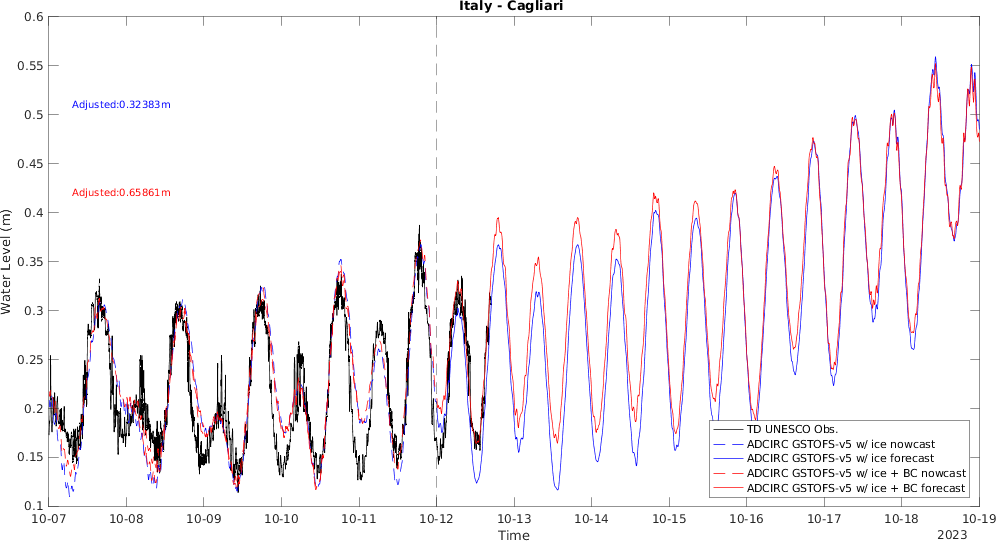 Italy - Cagliari
0.6
0.55
0.5
0.45
0.4
0.35
0.3
0.25
0.2
0.15
0.1
Water Level (m)
Adjusted:0.32383m
Adjusted:0.65861m
TD UNESCO Obs.
ADCIRC GSTOFS-v5 w/ ice nowcast
ADCIRC GSTOFS-v5 w/ ice forecast
ADCIRC GSTOFS-v5 w/ ice + BC nowcast
ADCIRC GSTOFS-v5 w/ ice + BC forecast
10-07 10-08 10-09 10-10 10-11 10-12 10-13 10-14 10-15 10-16 10-17 10-18 10-19
Time
2023